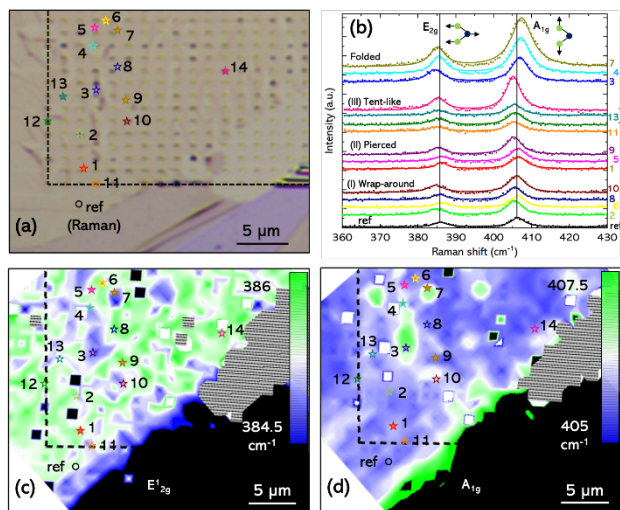 6
5
7
4
8
14
13
3
9
12
10
2
1
11
ref
(Raman)
(a)
5 μm
(b)
E2g
A1g
Intensity (a.u.)
Folded
7
4
3
(III) Tent-like
14
13
12
11
(II) Pierced
9
5
1
(I) Wrap-around
10
8
6
2
ref
ref
360 370 380 390 400 410 420 430
Raman shift (cm-1)
386
6
5
7
4
8
14
13
3
9
12
10
2
384.5
cm-1
1
11
ref
(c)
E12g
5 μm
407.5
6
5
7
4
8
14
13
3
9
12
10
2
405
cm-1
1
11
ref
(d)
A1g
5 μm